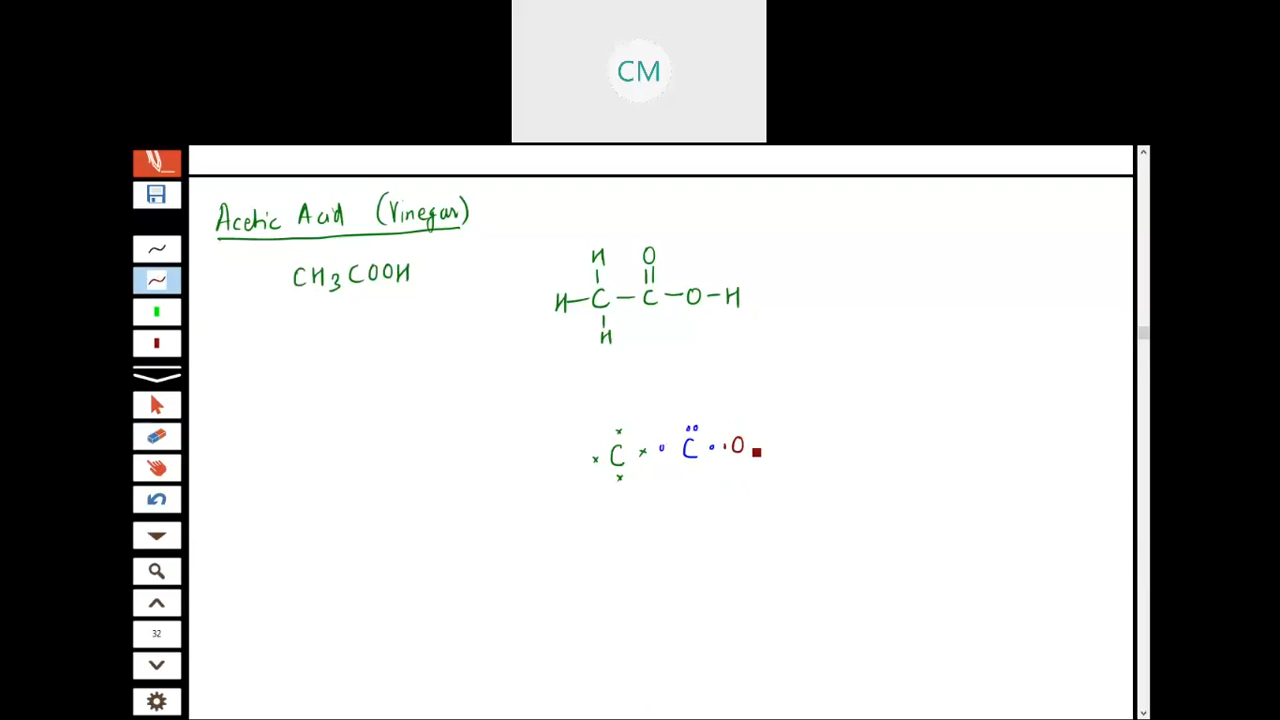 CM
Acetic Acid (Vinegar)
CH3COOH
H O
|| 
H–C–C–O–H
H
C C O
32